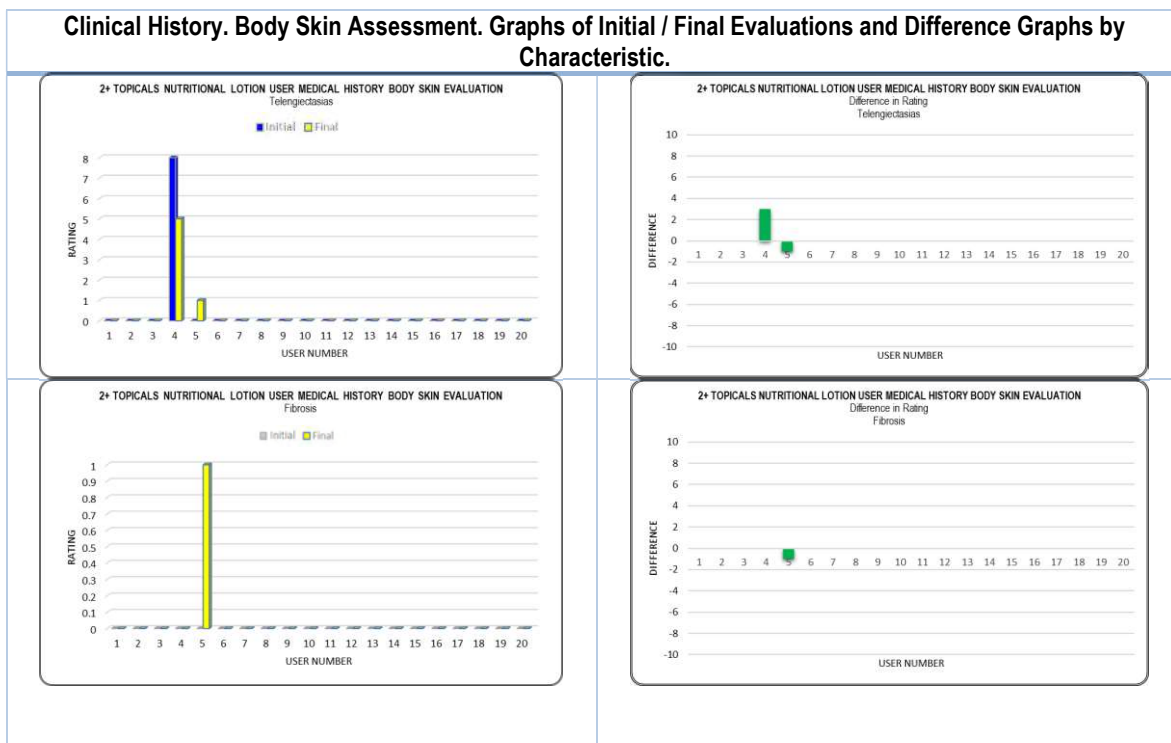 Clinical History. Body Skin Assessment. Graphs of Initial / Final Evaluations and Difference Graphs by
Characteristic.
2+ TOPICALS NUTRITIONAL LOTION USER MEDICAL HISTORY BODY SKIN EVALUATION
Telengiectasias
Initial Final
8
7
6
5
4
3
2
1
0
RATING
1 2 3 4 5 6 7 8 9 10 11 12 13 14 15 16 17 18 19 20
USER NUMBER
2+ TOPICALS NUTRITIONAL LOTION USER MEDICAL HISTORY BODY SKIN EVALUATION
Difference in Rating
Telengiectasias
10
8
6
4
2
0
-2
-4
-6
-8
-10
DIFFERENCE
1 2 3 4 5 6 7 8 9 10 11 12 13 14 15 16 17 18 19 20
USER NUMBER
2+ TOPICALS NUTRITIONAL LOTION USER MEDICAL HISTORY BODY SKIN EVALUATION
Fibrosis
Initial Final
1
0.9
0.8
0.7
0.6
0.5
0.4
0.3
0.2
0.1
0
RATING
1 2 3 4 5 6 7 8 9 10 11 12 13 14 15 16 17 18 19 20
USER NUMBER
2+ TOPICALS NUTRITIONAL LOTION USER MEDICAL HISTORY BODY SKIN EVALUATION
Difference in Rating
Fibrosis
10
8
6
4
2
0
-2
-4
-6
-8
-10
DIFFERENCE
1 2 3 4 5 6 7 8 9 10 11 12 13 14 15 16 17 18 19 20
USER NUMBER